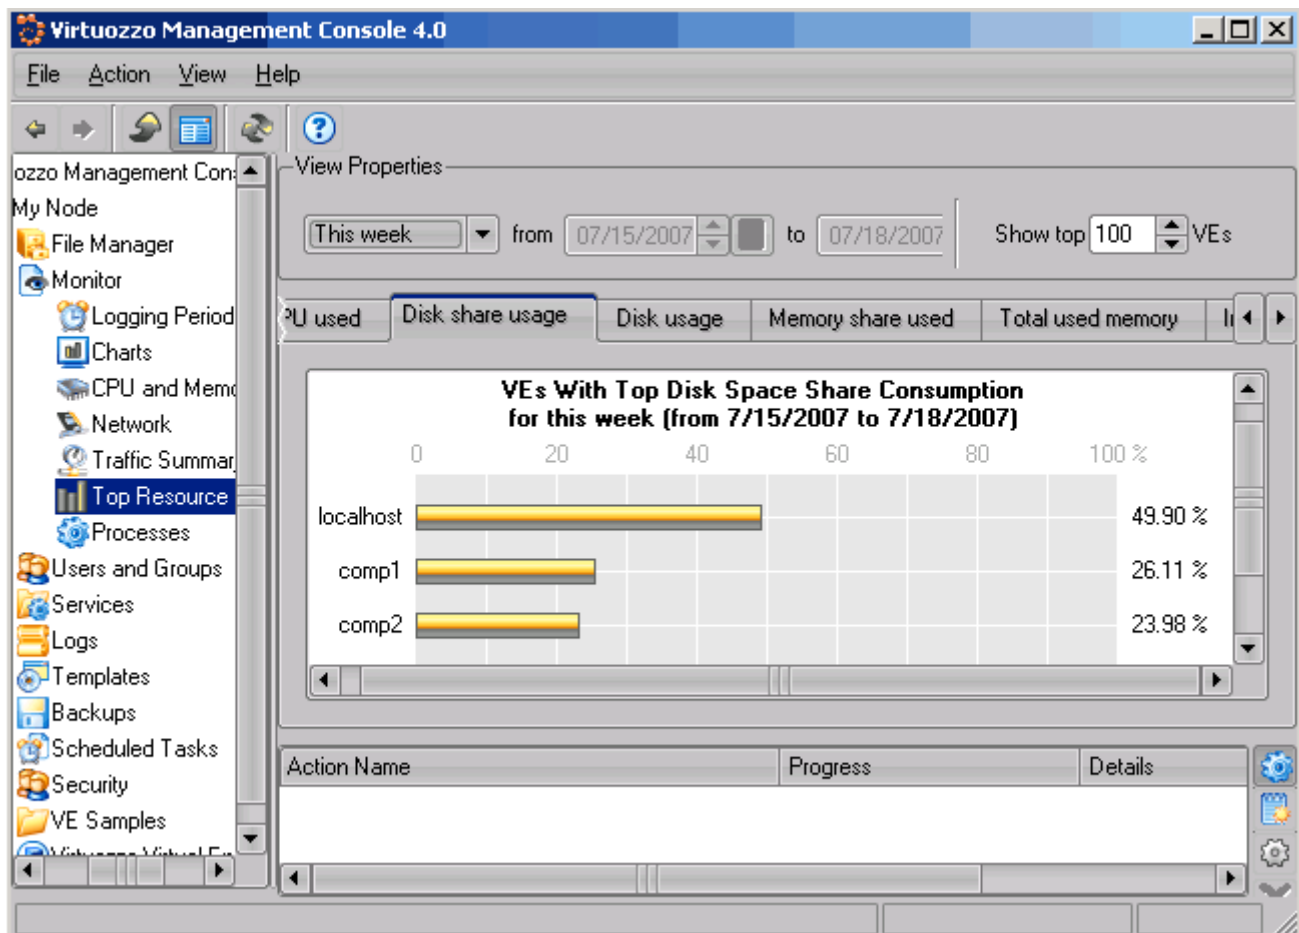 Virtuozzo Management Console 4.0
File Action View Help
ozzo Management Con
My Node
File Manager
Monitor
Logging Period
Charts
CPU and Memo
Network
Traffic Summar
Top Resource
Processes
Users and Groups
Services
Logs
Templates
Backups
Scheduled Tasks
Security
VE Samples
View Properties
This week from 07/15/2007 to 07/18/2007 Show top 100 VEs
PU used Disk share usage Disk usage Memory share used Total used memory
VEs With Top Disk Space Share Consumption
for this week (from 7/15/2007 to 7/18/2007)
0 20 40 60 80 100 %
localhost 49.90 %
comp1 26.11 %
comp2 23.98 %
Action Name Progress Details